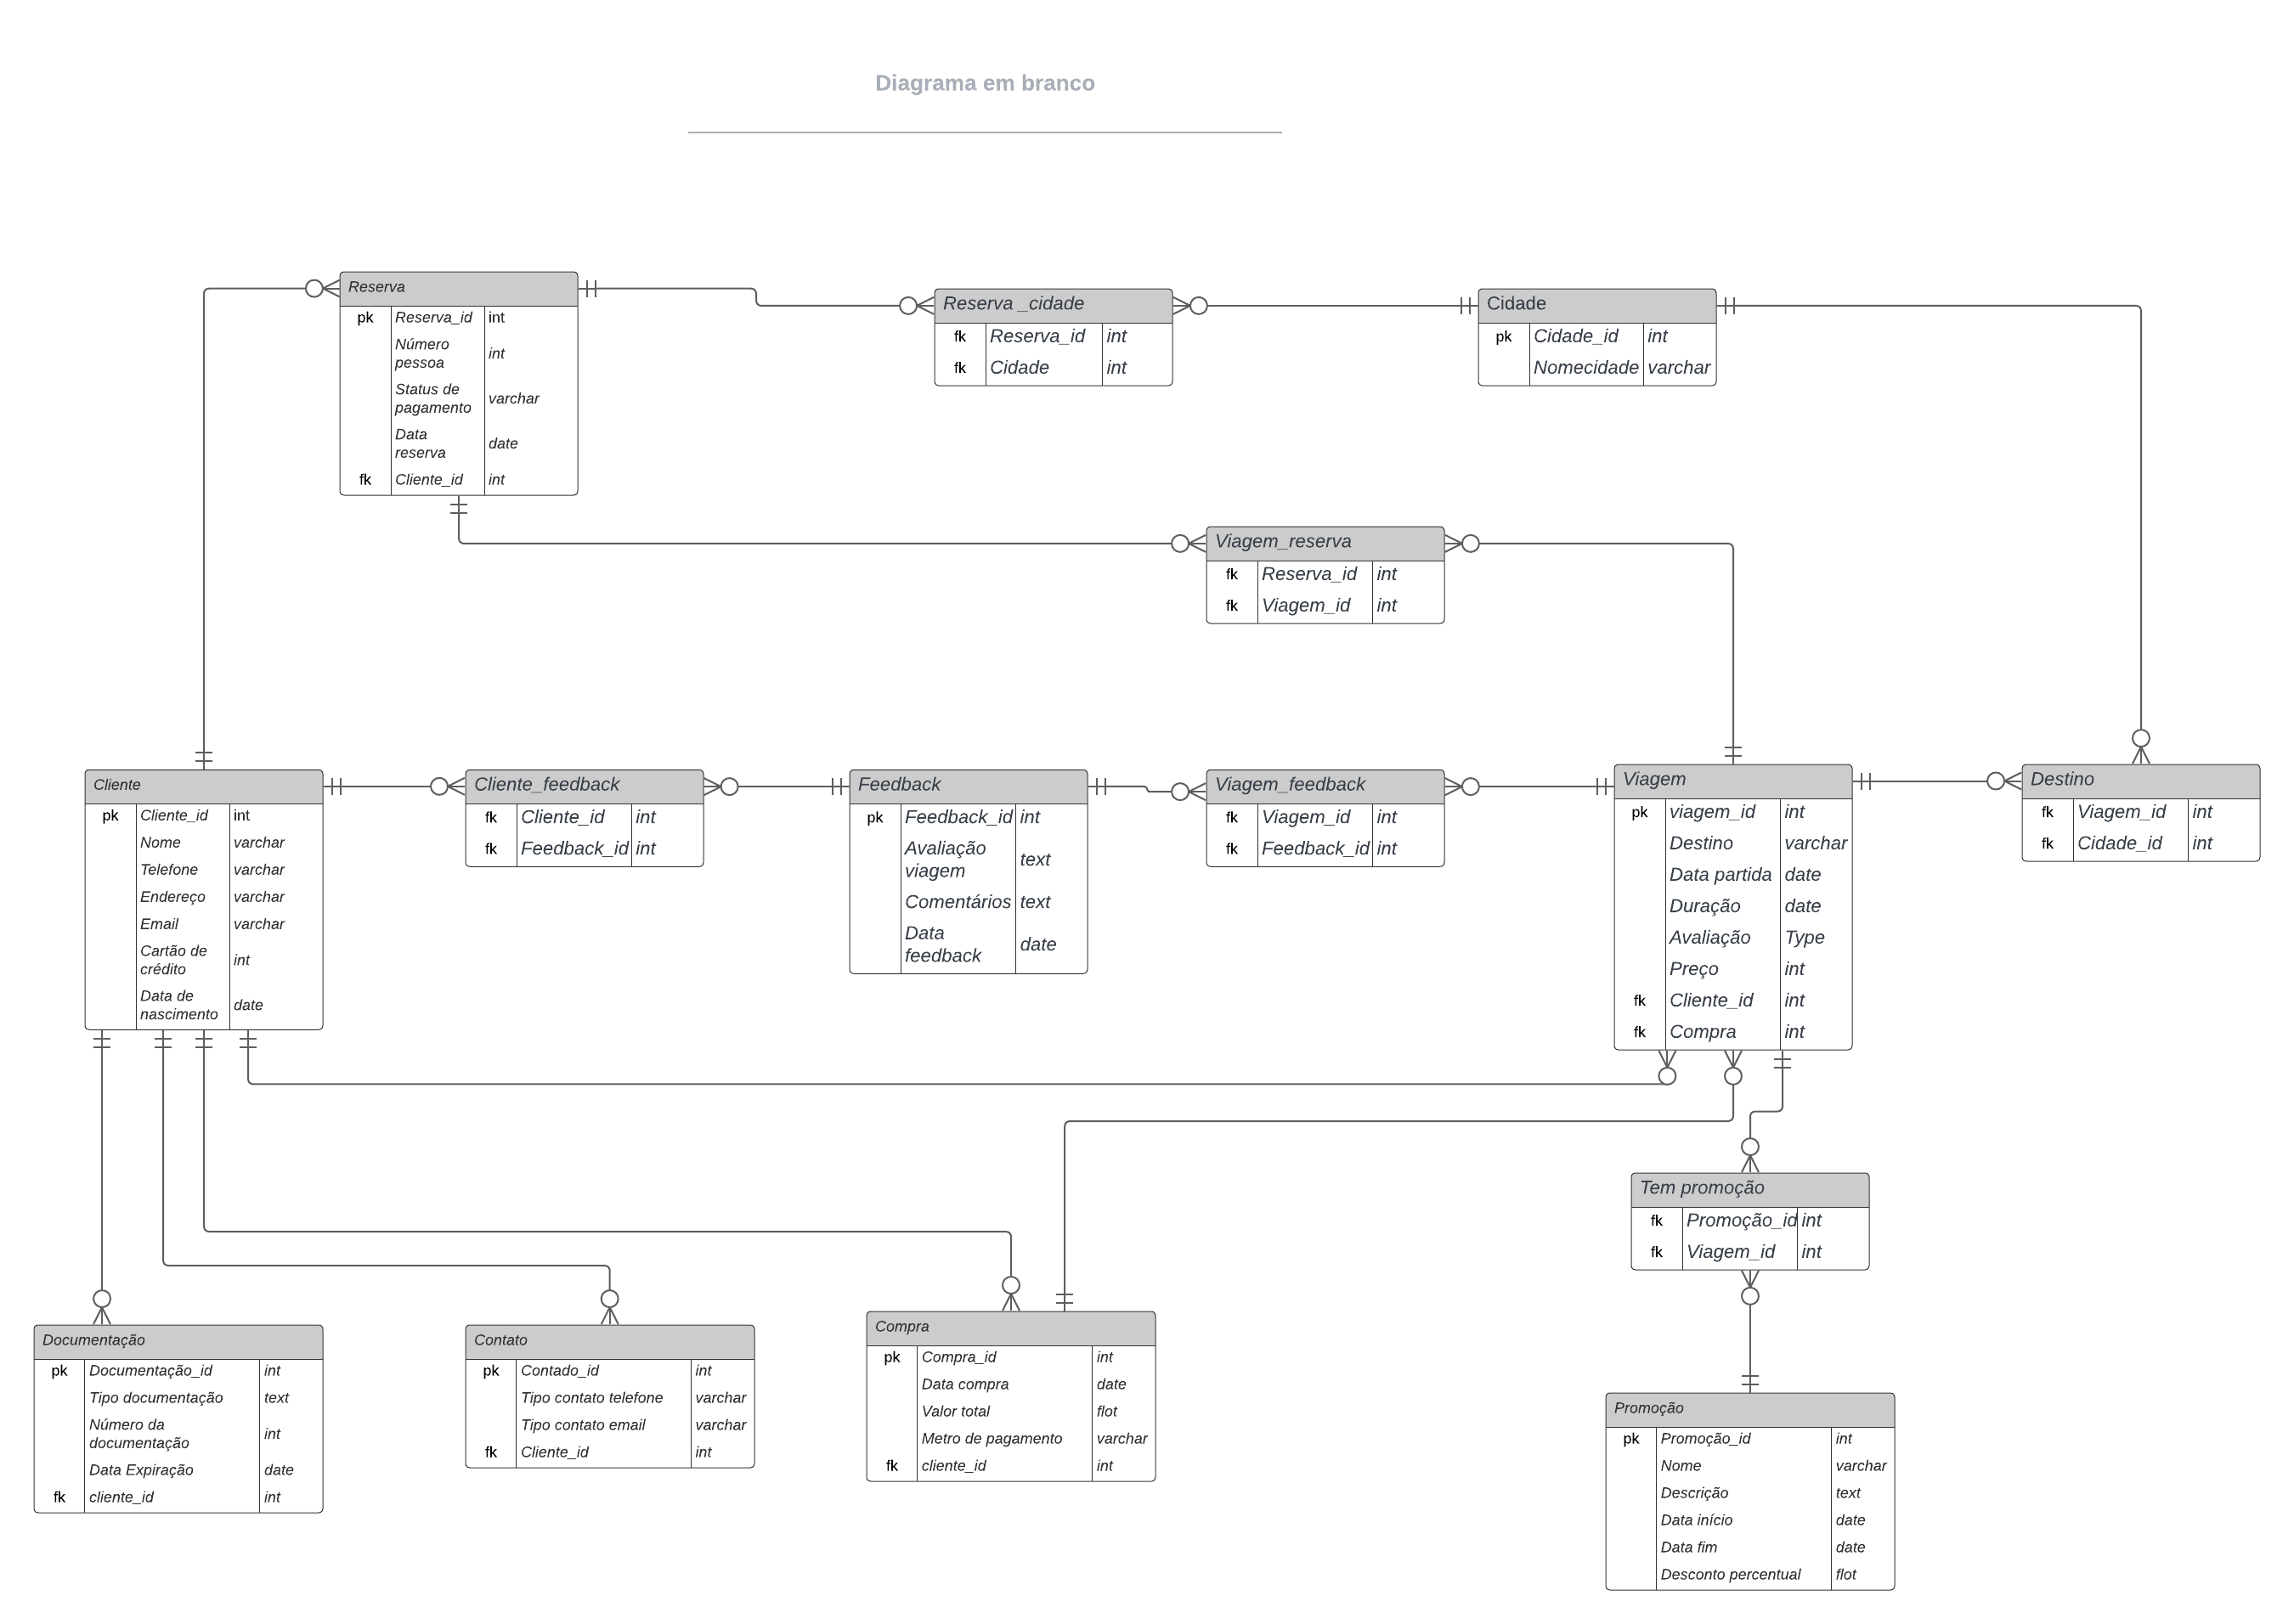 Diagrama em branco
Reserva
pk Reserva_id int
Número
pessoa int
Status de
pagamento varchar
Data
reserva date
fk Cliente_id int
Reserva _cidade
fk Reserva_id int
fk Cidade int
Cidade
pk Cidade_id int
Nomecidade varchar
Viagem_reserva
fk Reserva_id int
fk Viagem_id int
Cliente
pk Cliente_id int
Nome varchar
Telefone varchar
Endereço varchar
Email varchar
Cartão de
crédito int
Data de
nascimento date
Cliente_feedback
fk Cliente_id int
fk Feedback_id int
Feedback
pk Feedback_id int
Avaliação
viagem text
Comentários text
Data
feedback date
Viagem_feedback
fk Viagem_id int
fk Feedback_id int
Viagem
pk viagem_id int
Destino varchar
Data partida date
Duração date
Avaliação Type
Preço int
fk Cliente_id int
fk Compra int
Destino
fk Viagem_id int
fk Cidade_id int
Tem promoção
fk Promoção_id int
fk Viagem_id int
Documentação
pk Documentação_id int
Tipo documentação text
Número da
documentação int
Data Expiração date
fk cliente_id int
Contato
pk Contado_id int
Tipo contato telefone varchar
Tipo contato email varchar
fk Cliente_id int
Compra
pk Compra_id int
Data compra date
Valor total flot
Metro de pagamento varchar
fk cliente_id int
Promoção
pk Promoção_id int
Nome varchar
Descrição text
Data início date
Data fim date
Desconto percentual flot